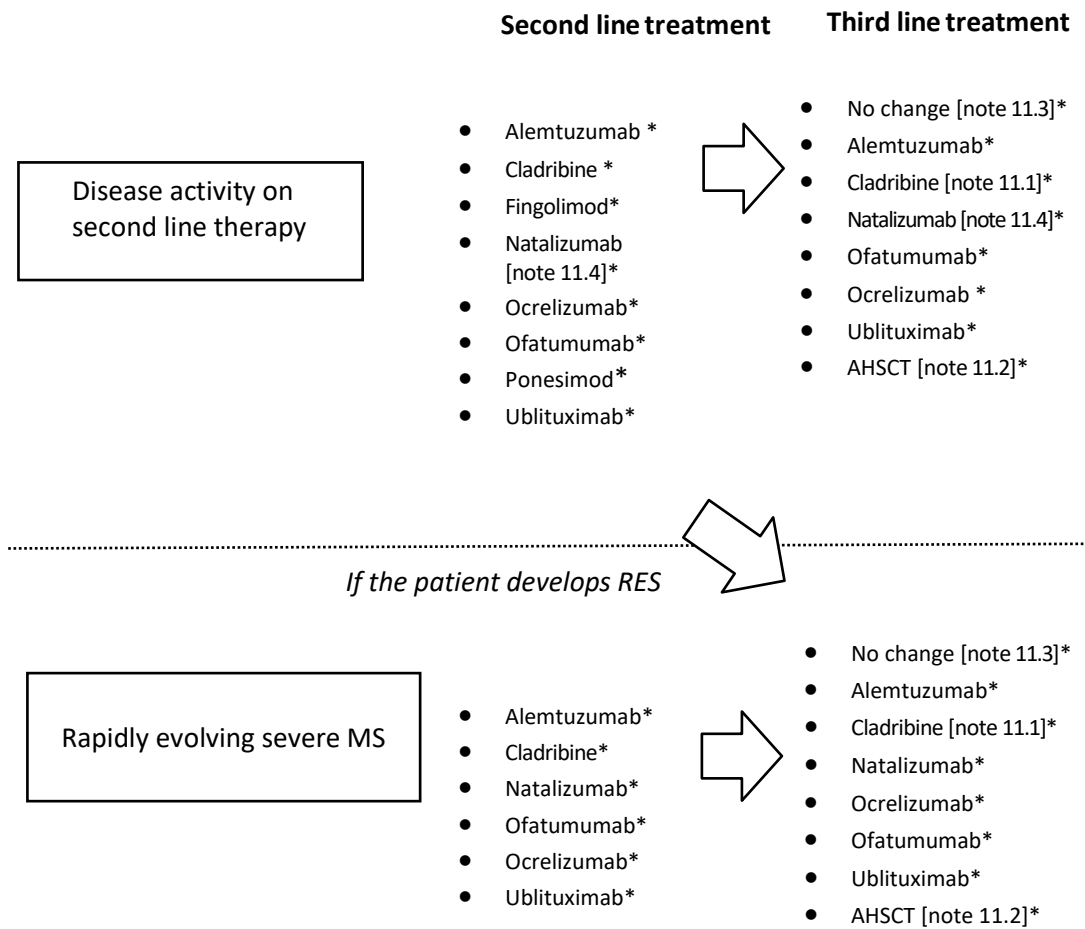 Second line treatment
Third line treatment
Disease activity on
second line therapy
• Alemtuzumab *
• Cladribine *
• Fingolimod*
• Natalizumab
[note 11.4]*
• Ocrelizumab*
• Ofatumumab*
• Ponesimod*
• Ublituximab*
• No change [note 11.3]*
• Alemtuzumab*
• Cladribine [note 11.1]*
• Natalizumab [note 11.4]*
• Ofatumumab*
• Ocrelizumab *
• Ublituximab*
• AHSCT [note 11.2]*
If the patient develops RES
Rapidly evolving severe MS
• Alemtuzumab*
• Cladribine*
• Natalizumab*
• Ofatumumab*
• Ocrelizumab*
• Ublituximab*
• No change [note 11.3]*
• Alemtuzumab*
• Cladribine [note 11.1]*
• Natalizumab*
• Ocrelizumab*
• Ofatumumab*
• Ublituximab*
• AHSCT [note 11.2]*